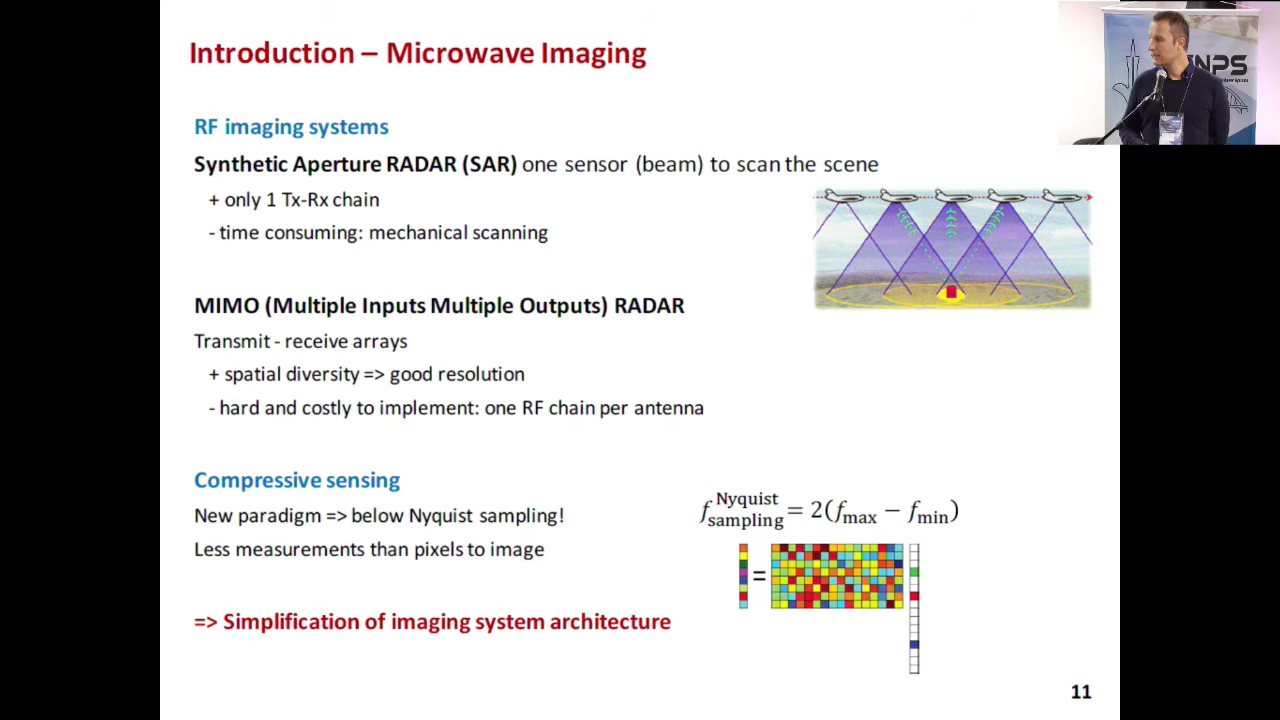 Introduction – Microwave Imaging
RF imaging systems
Synthetic Aperture RADAR (SAR) one sensor (beam) to scan the scene
+ only 1 Tx-Rx chain
- time consuming: mechanical scanning
MIMO (Multiple Inputs Multiple Outputs) RADAR
Transmit - receive arrays
+ spatial diversity => good resolution
- hard and costly to implement: one RF chain per antenna
Compressive sensing
New paradigm => below Nyquist sampling!
Less measurements than pixels to image
f_sampling^Nyquist = 2(f_max − f_min)
=
=> Simplification of imaging system architecture
11
NPS